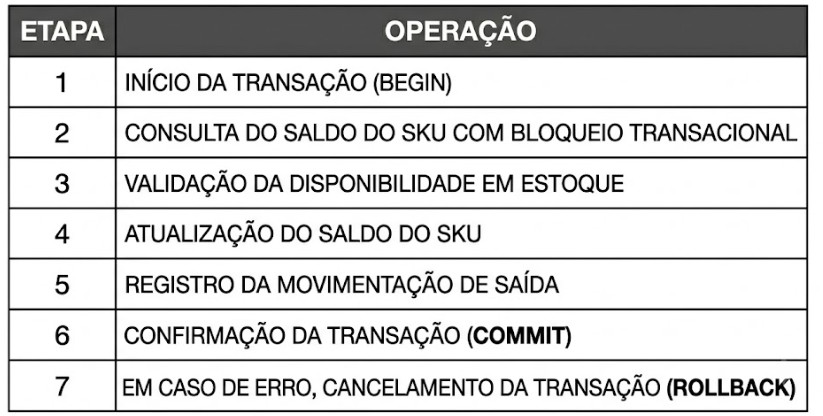 ETAPA OPERAÇÃO
1 INÍCIO DA TRANSAÇÃO (BEGIN)
2 CONSULTA DO SALDO DO SKU COM BLOQUEIO TRANSACIONAL
3 VALIDAÇÃO DA DISPONIBILIDADE EM ESTOQUE
4 ATUALIZAÇÃO DO SALDO DO SKU
5 REGISTRO DA MOVIMENTAÇÃO DE SAÍDA
6 CONFIRMAÇÃO DA TRANSAÇÃO (COMMIT)
7 EM CASO DE ERRO, CANCELAMENTO DA TRANSAÇÃO (ROLLBACK)